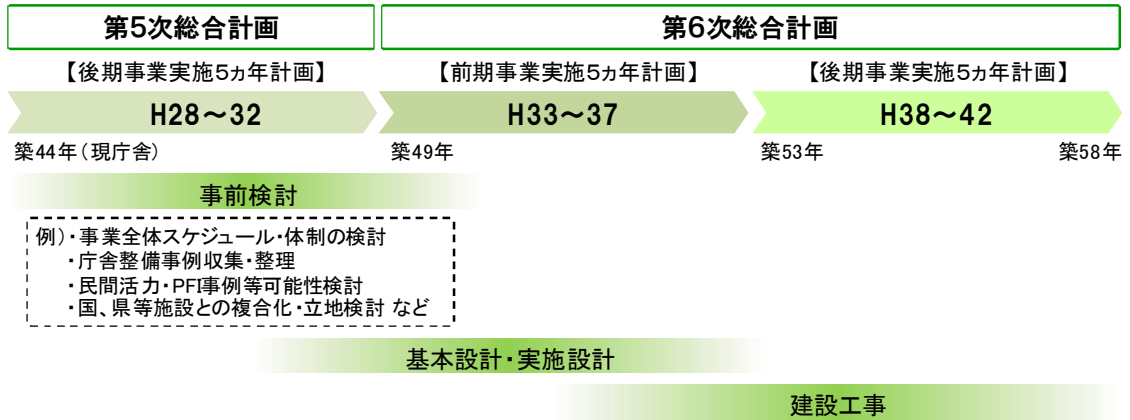 第5次総合計画
第6次総合計画
【後期事業実施5ヵ年計画】
【前期事業実施5ヵ年計画】
【後期事業実施5ヵ年計画】
H28～32
H33～37
H38～42
築44年（現庁舎）
築49年
築53年
築58年
事前検討
例）・事業全体スケジュール・体制の検討
・庁舎整備事例収集・整理
・民間活力・PFI事例等可能性検討
・国、県等施設との複合化・立地検討 など
基本設計・実施設計
建設工事